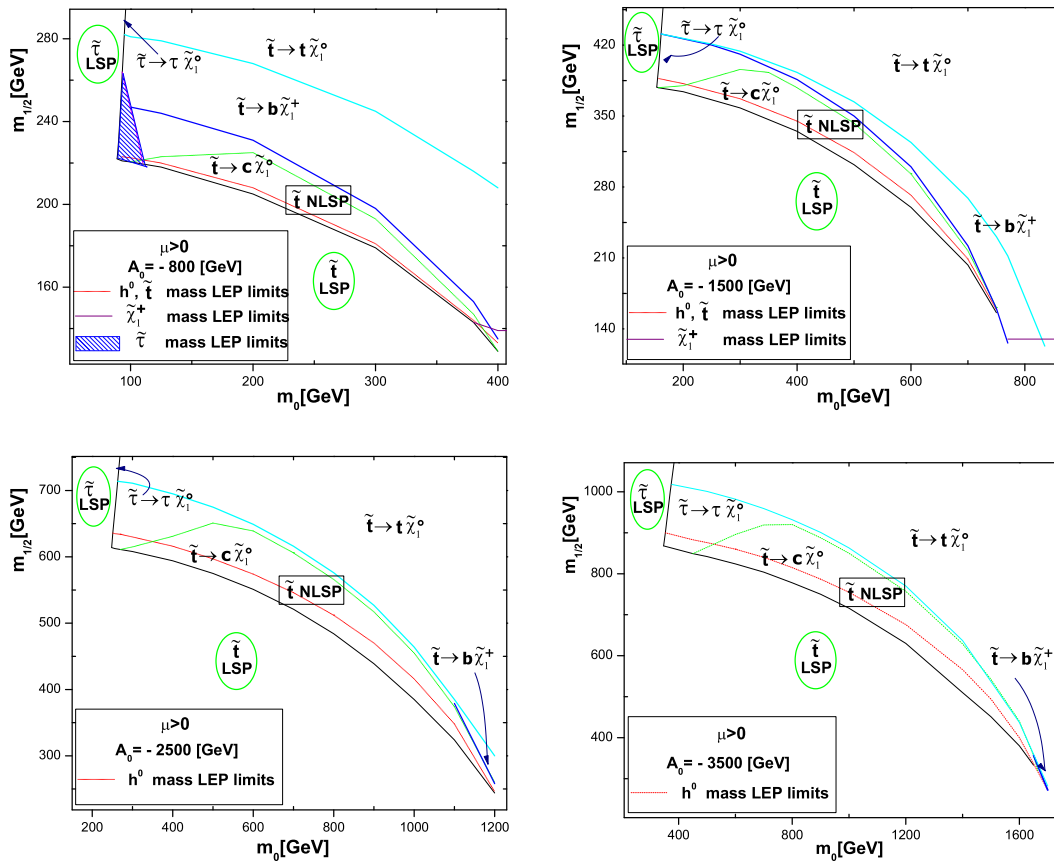 m₁/₂[GeV]
280
240
200
160
τ̃
LSP
τ̃→τ χ̃₁°
t̃→t χ̃₁°
t̃→b χ̃₁⁺
t̃→c χ̃₁°
t̃ NLSP
t̃
LSP
μ>0
A₀= - 800 [GeV]
h⁰, t̃ mass LEP limits
χ̃₁⁺ mass LEP limits
τ̃ mass LEP limits
100 200 300 400
m₀[GeV]
m₁/₂[GeV]
420
350
280
210
140
τ̃
LSP
τ̃→τ χ̃₁°
t̃→t χ̃₁°
t̃→c χ̃₁°
t̃ NLSP
t̃
LSP
t̃→b χ̃₁⁺
μ>0
A₀= - 1500 [GeV]
h⁰, t̃ mass LEP limits
χ̃₁⁺ mass LEP limits
200 400 600 800
m₀[GeV]
m₁/₂[GeV]
700
600
500
400
300
τ̃
LSP
τ̃→τ χ̃₁°
t̃→t χ̃₁°
t̃→c χ̃₁°
t̃ NLSP
t̃
LSP
t̃→b χ̃₁⁺
μ>0
A₀= - 2500 [GeV]
h⁰ mass LEP limits
200 400 600 800 1000 1200
m₀[GeV]
m₁/₂[GeV]
1000
800
600
400
τ̃
LSP
τ̃→τ χ̃₁°
t̃→t χ̃₁°
t̃→c χ̃₁°
t̃ NLSP
t̃
LSP
t̃→b χ̃₁⁺
μ>0
A₀= - 3500 [GeV]
h⁰ mass LEP limits
400 800 1200 1600
m₀[GeV]